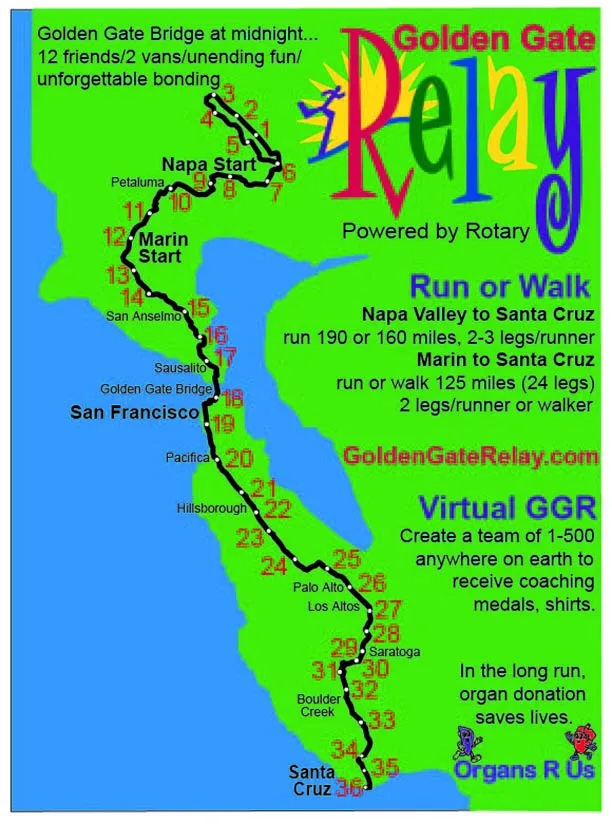 Golden Gate Bridge at midnight...
12 friends/2 vans/unending fun/
unforgettable bonding
Golden Gate
Relay
Powered by Rotary
3
2
4
1
5
Napa Start
6
Petaluma
9
8
7
10
11
12
Marin
Start
13
14
15
San Anselmo
16
17
Sausalito
Golden Gate Bridge
18
San Francisco
19
Pacifica
20
21
Hillsborough
22
23
24
25
Palo Alto
26
Los Altos
27
28
29
Saratoga
30
31
32
Boulder
Creek
33
34
35
Santa
Cruz
36
Run or Walk
Napa Valley to Santa Cruz
run 190 or 160 miles, 2-3 legs/runner
Marin to Santa Cruz
run or walk 125 miles (24 legs)
2 legs/runner or walker
GoldenGateRelay.com
Virtual GGR
Create a team of 1-500
anywhere on earth to
receive coaching
medals, shirts.
In the long run,
organ donation
saves lives.
Organs R Us